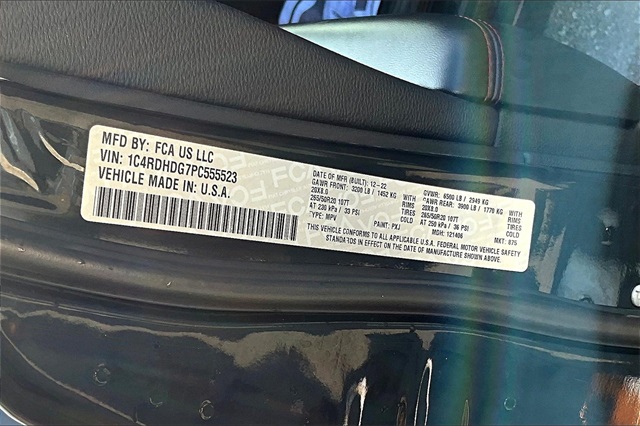 MFD BY: FCA US LLC
VIN: 1C4RDHDG7PC555523
VEHICLE MADE IN: U.S.A.
DATE OF MFR (BUILT): 12-22 GVWR: 6500 LB / 2949 KG
GAWR FRONT: 3200 LB / 1452 KG WITH GAWR REAR: 3900 LB / 1770 KG WITH
20X8.0 RIMS 20X8.0 RIMS
265/50R20 107T TIRES 265/50R20 107T TIRES
AT 230 kPa / 33 PSI COLD AT 250 kPa / 36 PSI COLD
TYPE: MPV PAINT: PXJ MDH: 121406 MKT: 875
THIS VEHICLE CONFORMS TO ALL APPLICABLE U.S.A. FEDERAL MOTOR VEHICLE SAFETY
STANDARDS IN EFFECT ON THE DATE OF MANUFACTURE SHOWN ABOVE.